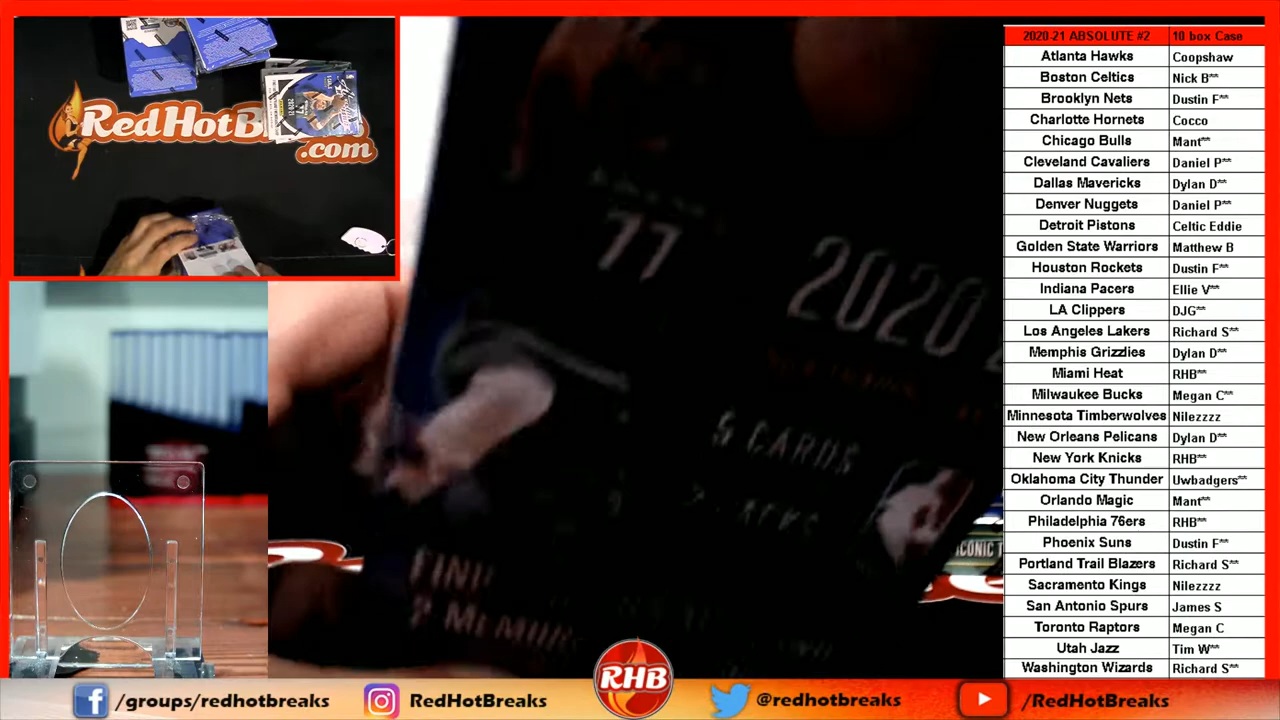 RedHotB
.com
77
2020
5 CARDS
ICONIC T
2020-21 ABSOLUTE #2 10 box Case
Atlanta Hawks Coopshaw
Boston Celtics Nick B**
Brooklyn Nets Dustin F**
Charlotte Hornets Cocco
Chicago Bulls Mant**
Cleveland Cavaliers Daniel P**
Dallas Mavericks Dylan D**
Denver Nuggets Daniel P**
Detroit Pistons Celtic Eddie
Golden State Warriors Matthew B
Houston Rockets Dustin F**
Indiana Pacers Ellie V**
LA Clippers DJG**
Los Angeles Lakers Richard S**
Memphis Grizzlies Dylan D**
Miami Heat RHB**
Milwaukee Bucks Megan C**
Minnesota Timberwolves Nilezzzz
New Orleans Pelicans Dylan D**
New York Knicks RHB**
Oklahoma City Thunder Uwbadgers**
Orlando Magic Mant**
Philadelphia 76ers RHB**
Phoenix Suns Dustin F**
Portland Trail Blazers Richard S**
Sacramento Kings Nilezzzz
San Antonio Spurs James S
Toronto Raptors Megan C
Utah Jazz Tim W**
Washington Wizards Richard S**
/groups/redhotbreaks RedHotBreaks RHB @redhotbreaks /RedHotBreaks